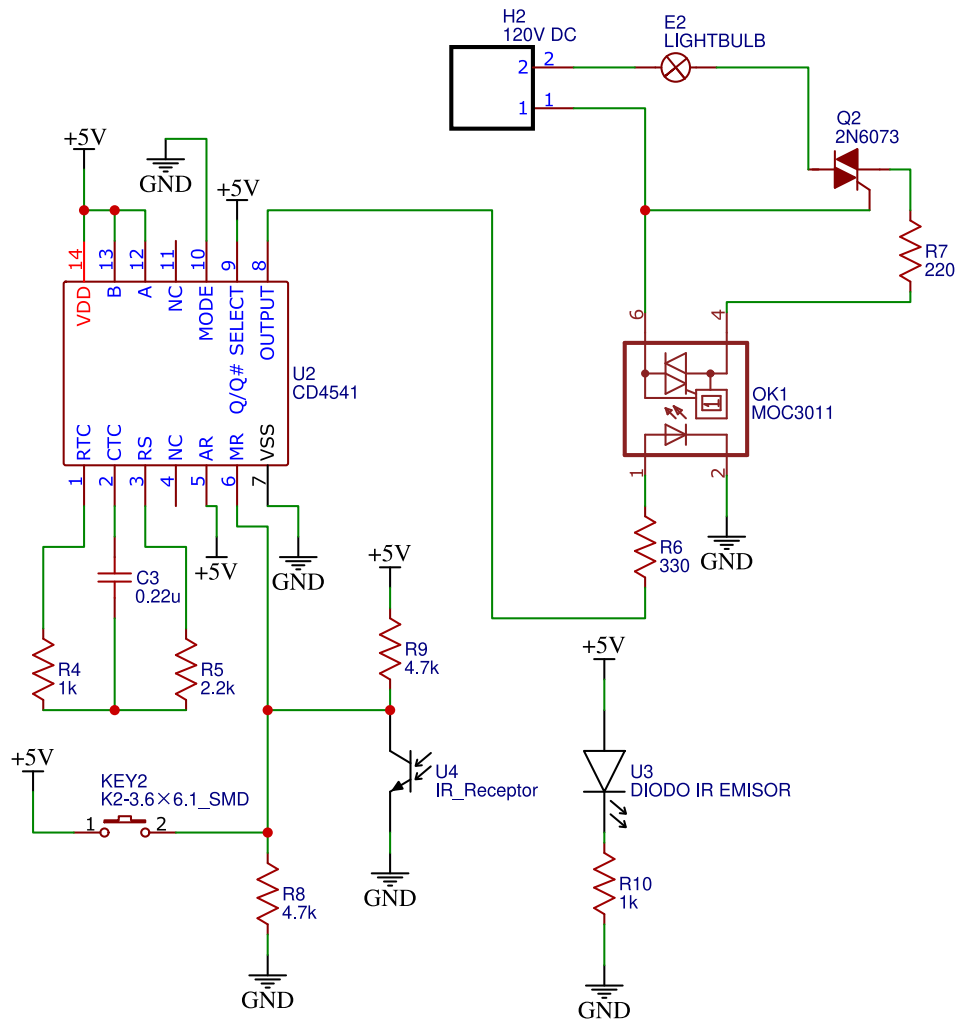 H2
120V DC
2
2
1
1
E2
LIGHTBULB
Q2
2N6073
R7
220
+5V
GND
+5V
14
13
12
11
10
9
8
VDD
B
A
NC
MODE
Q/Q# SELECT
OUTPUT
U2
CD4541
RTC
CTC
RS
NC
AR
MR
VSS
1
2
3
4
5
6
7
6
4
1
OK1
MOC3011
1
2
R6
330
GND
+5V
GND
C3
0.22u
R4
1k
R5
2.2k
+5V
R9
4.7k
+5V
KEY2
K2-3.6×6.1_SMD
1
2
U4
IR_Receptor
GND
R8
4.7k
GND
+5V
U3
DIODO IR EMISOR
R10
1k
GND